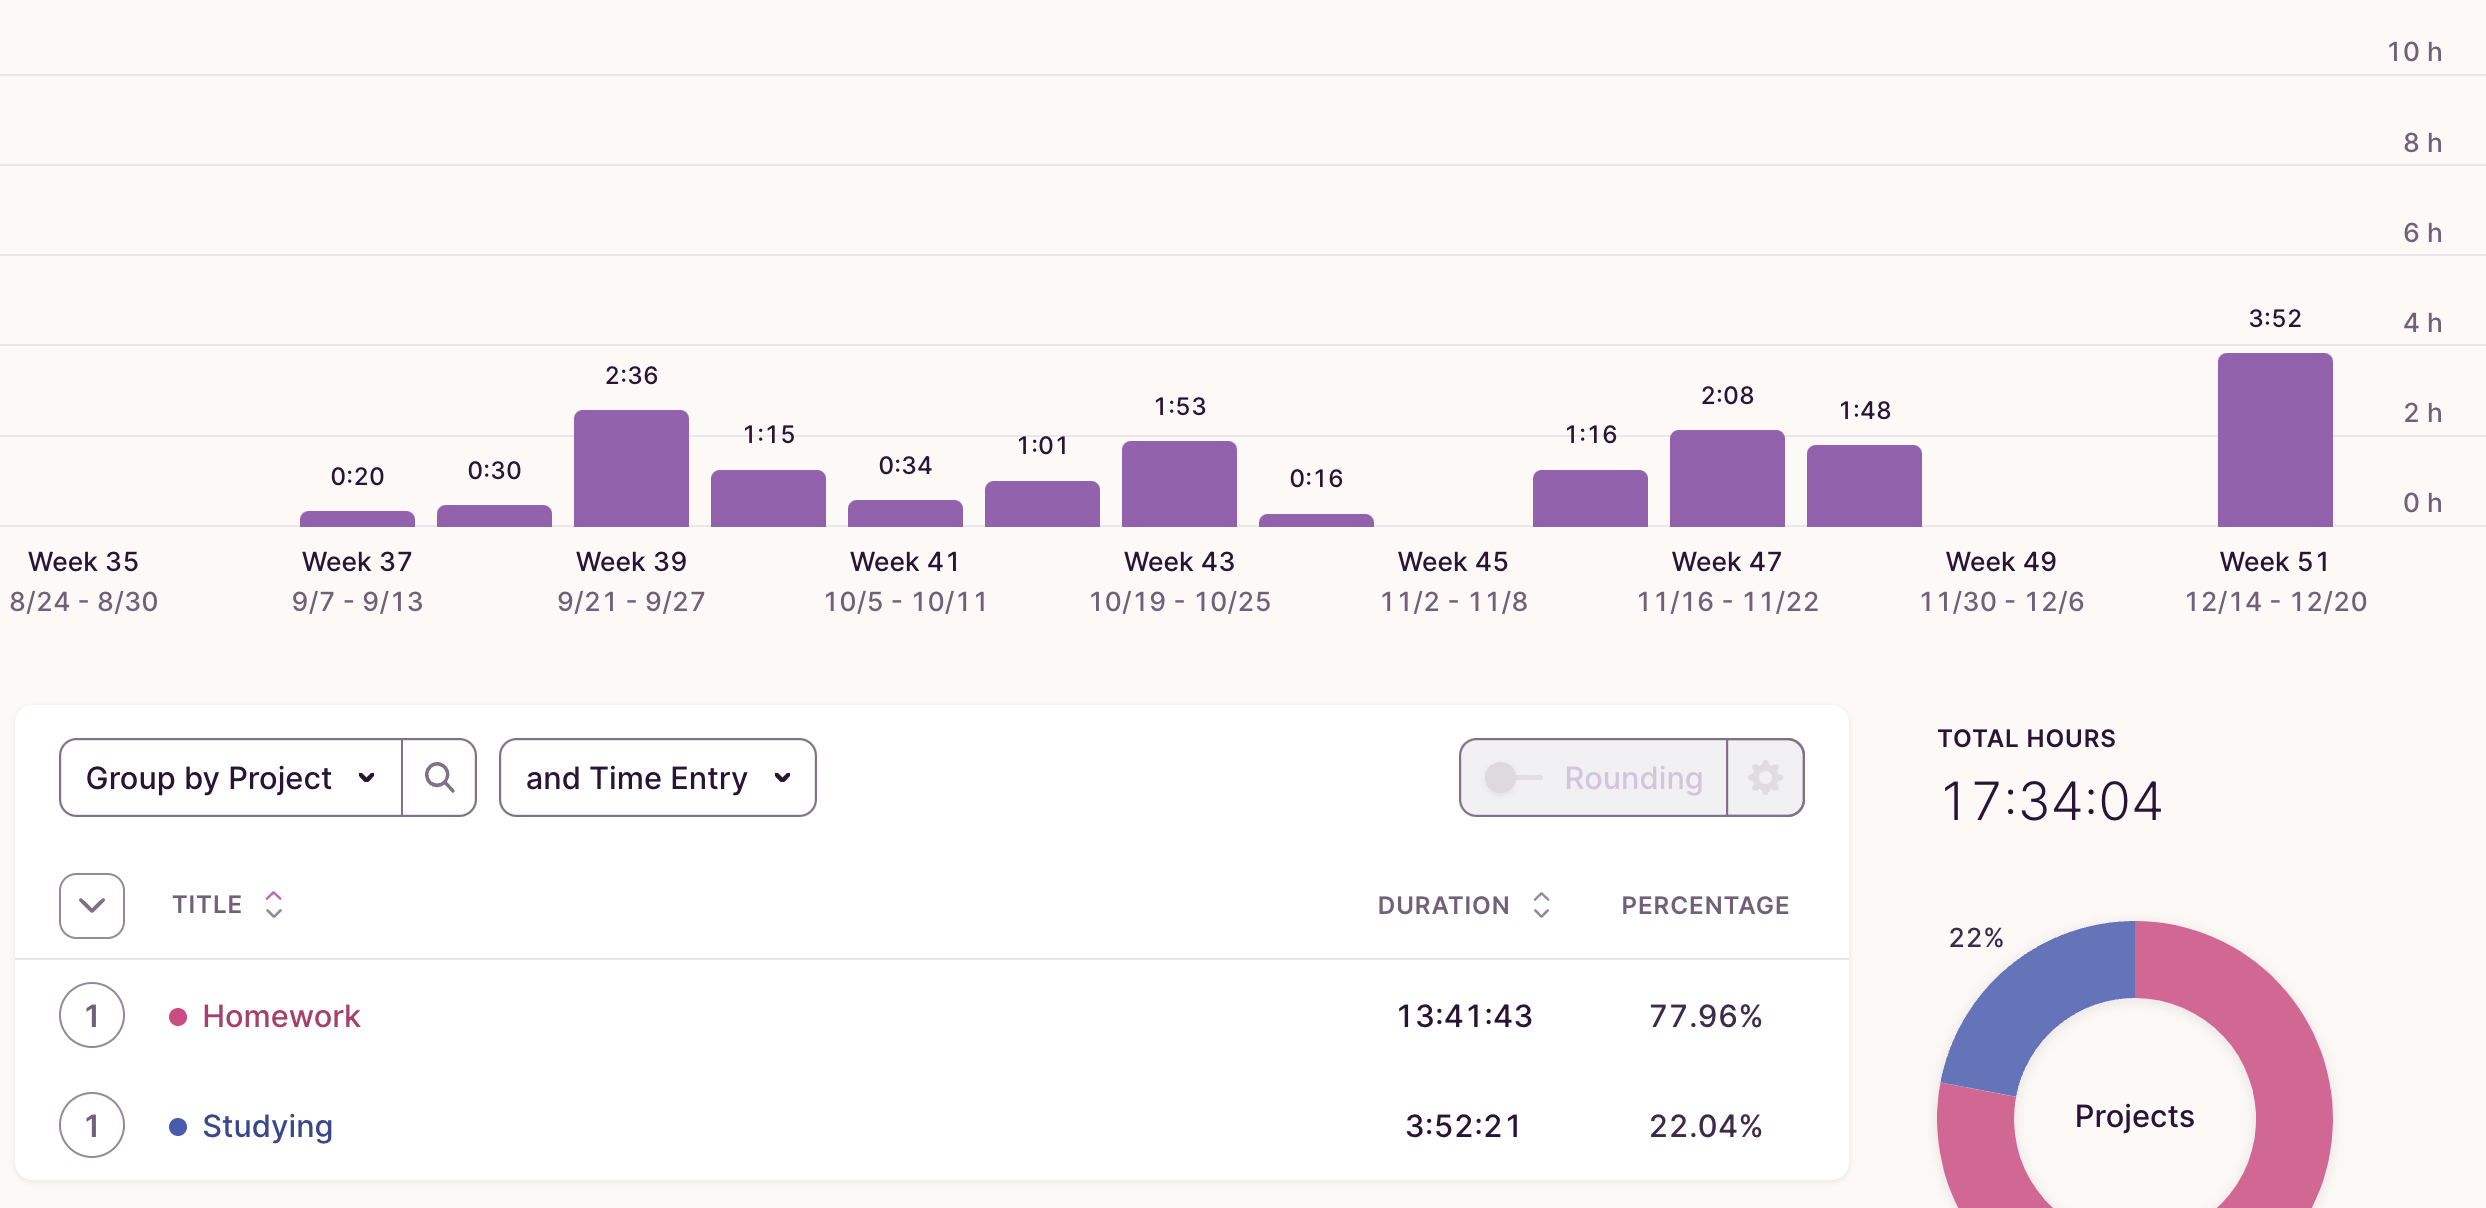 10 h
8 h
6 h
4 h
2 h
0 h
0:20
0:30
2:36
1:15
0:34
1:01
1:53
0:16
1:16
2:08
1:48
3:52
Week 35
8/24 - 8/30
Week 37
9/7 - 9/13
Week 39
9/21 - 9/27
Week 41
10/5 - 10/11
Week 43
10/19 - 10/25
Week 45
11/2 - 11/8
Week 47
11/16 - 11/22
Week 49
11/30 - 12/6
Week 51
12/14 - 12/20
Group by Project
and Time Entry
Rounding
TITLE DURATION PERCENTAGE
1 Homework 13:41:43 77.96%
1 Studying 3:52:21 22.04%
TOTAL HOURS
17:34:04
22%
Projects